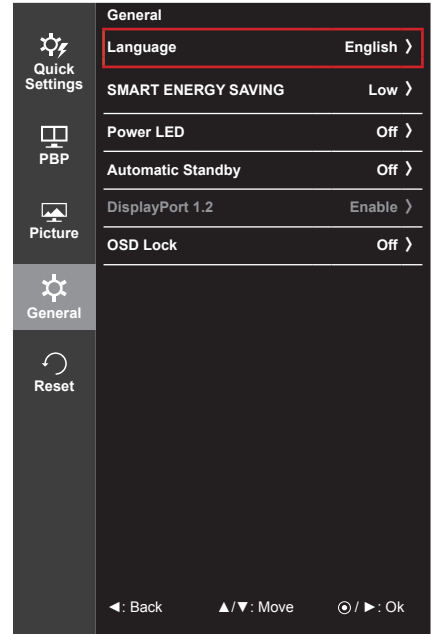 Quick
Settings
PBP
Picture
General
Reset
General
Language English 〉
SMART ENERGY SAVING Low 〉
Power LED Off 〉
Automatic Standby Off 〉
DisplayPort 1.2 Enable 〉
OSD Lock Off 〉
◄: Back ▲/▼: Move ⦿ / ►: Ok